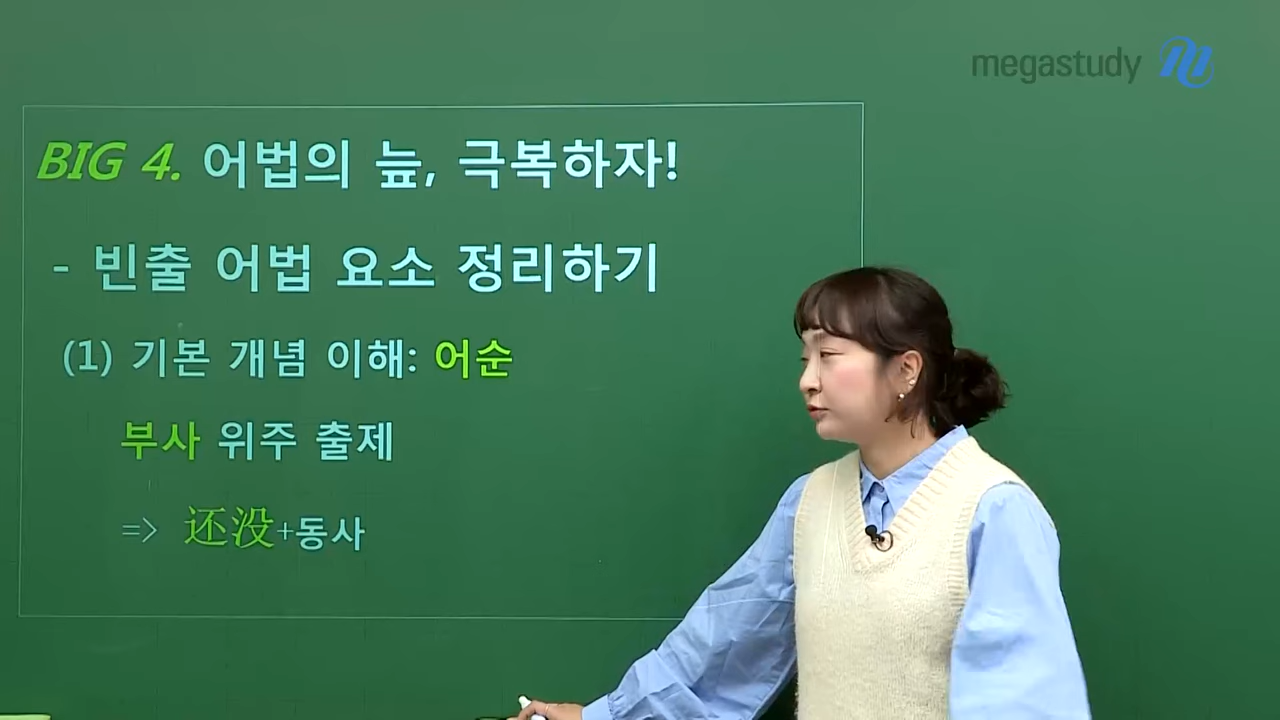 megastudy
BIG 4. 어법의 늪, 극복하자!
- 빈출 어법 요소 정리하기
(1) 기본 개념 이해: 어순
부사 위주 출제
=> 还没+동사